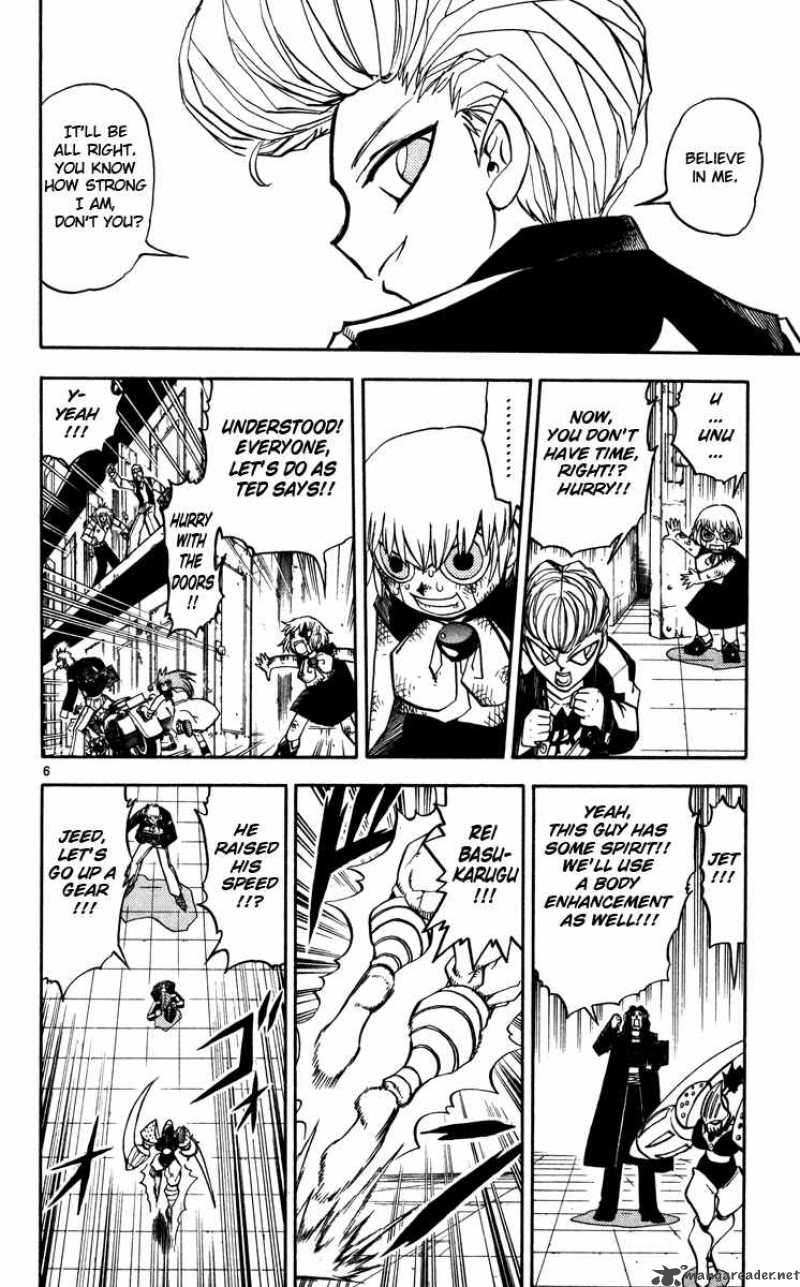 BELIEVE
IN ME.
IT'LL BE
ALL RIGHT.
YOU KNOW
HOW STRONG
I AM,
DON'T YOU?
U
...
UNU
...
NOW,
YOU DON'T
HAVE TIME,
RIGHT!?
HURRY!!
........
UNDERSTOOD!
EVERYONE,
LET'S DO AS
TED SAYS!!
HURRY
WITH
THE
DOORS
!!
Y-
YEAH
!!!
6
JET
!!!
YEAH,
THIS GUY HAS
SOME SPIRIT!!
WE'LL USE
A BODY
ENHANCEMENT
AS WELL!!!
REI
BASU-
KARUGU
!!!
HE
RAISED
HIS
SPEED
!!?
JEED,
LET'S
GO UP A
GEAR
!!!
mangareader.net